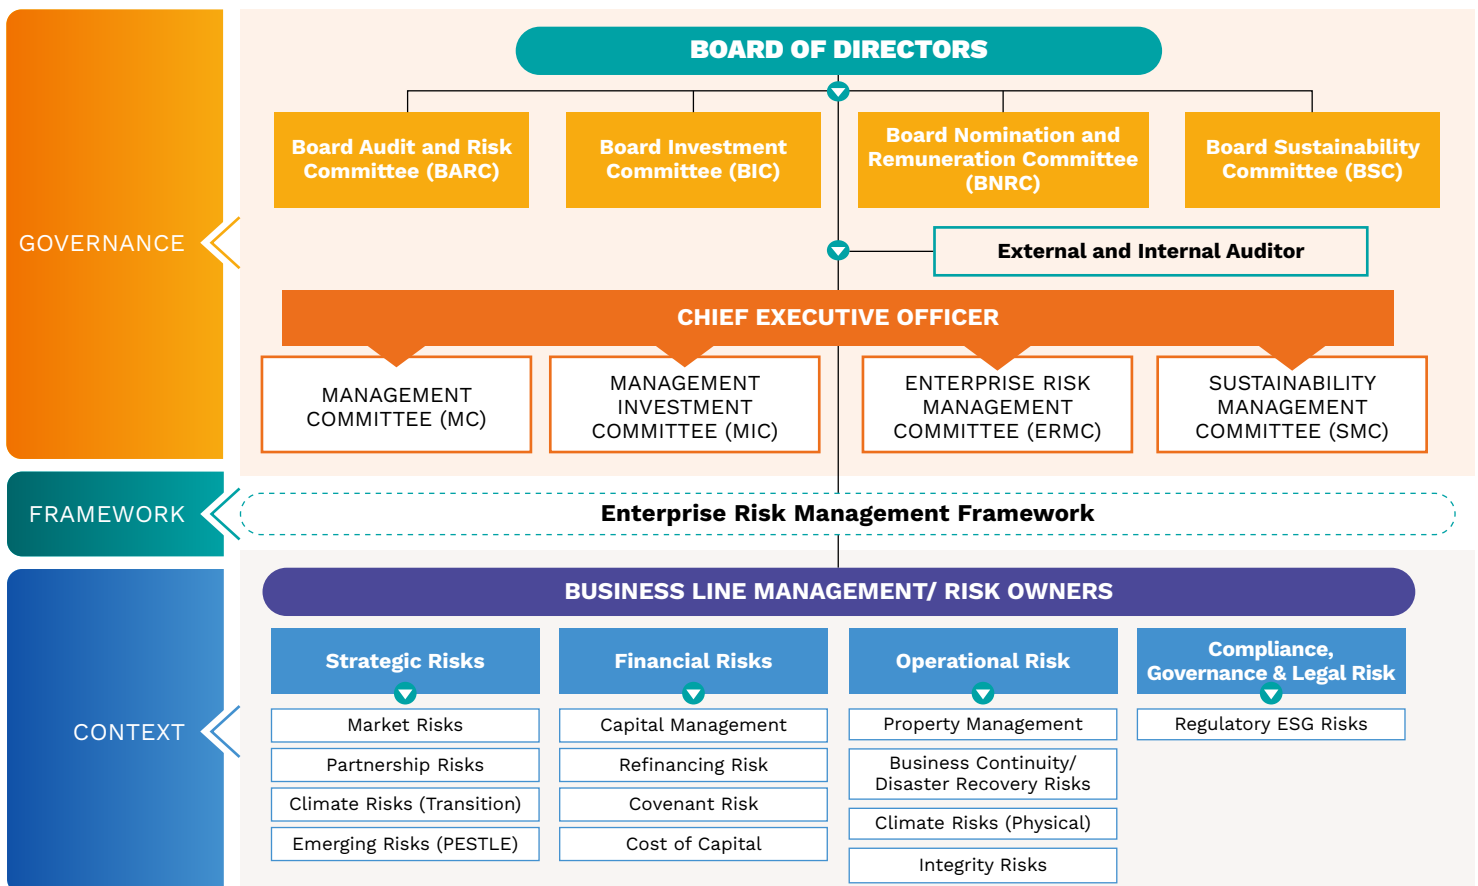 BOARD OF DIRECTORS
Board Audit and Risk
Committee (BARC)
Board Investment
Committee (BIC)
Board Nomination and
Remuneration Committee
(BNRC)
Board Sustainability
Committee (BSC)
GOVERNANCE
External and Internal Auditor
CHIEF EXECUTIVE OFFICER
MANAGEMENT
COMMITTEE (MC)
MANAGEMENT
INVESTMENT
COMMITTEE (MIC)
ENTERPRISE RISK
MANAGEMENT
COMMITTEE (ERMC)
SUSTAINABILITY
MANAGEMENT
COMMITTEE (SMC)
FRAMEWORK
Enterprise Risk Management Framework
CONTEXT
BUSINESS LINE MANAGEMENT/ RISK OWNERS
Strategic Risks
Market Risks
Partnership Risks
Climate Risks (Transition)
Emerging Risks (PESTLE)
Financial Risks
Capital Management
Refinancing Risk
Covenant Risk
Cost of Capital
Operational Risk
Property Management
Business Continuity/
Disaster Recovery Risks
Climate Risks (Physical)
Integrity Risks
Compliance,
Governance & Legal Risk
Regulatory ESG Risks